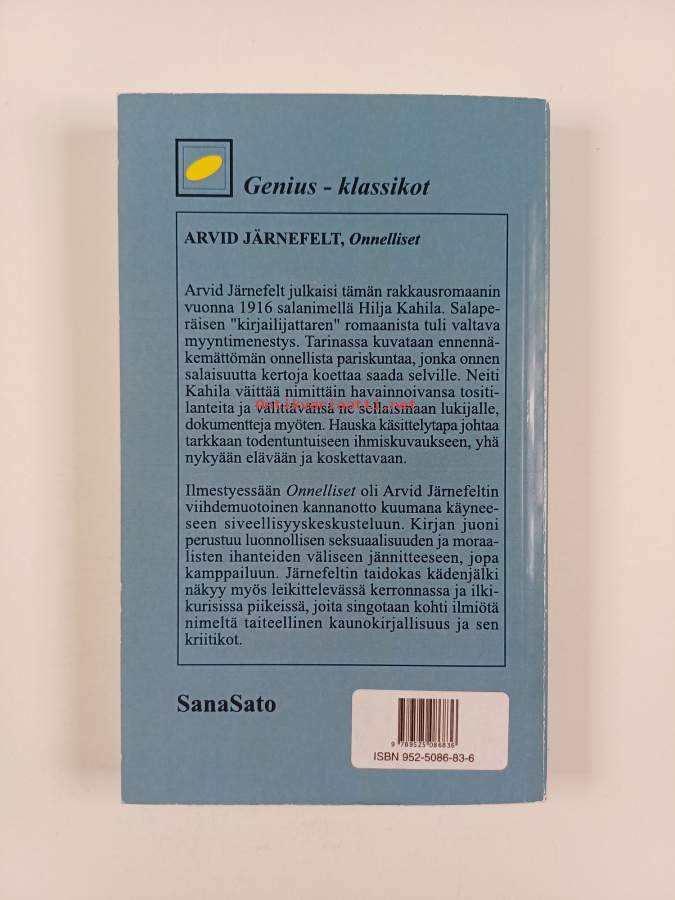 Genius - klassikot
ARVID JÄRNEFELT, Onnelliset
Arvid Järnefelt julkaisi tämän rakkausromaanin
vuonna 1916 salanimellä Hilja Kahila. Salape-
räisen "kirjailijattaren" romaanista tuli valtava
myyntimenestys. Tarinassa kuvataan ennennä-
kemättömän onnellista pariskuntaa, jonka onnen
salaisuutta kertoja koettaa saada selville. Neiti
Kahila väittää nimittäin havainnoivansa tositi-
lanteita ja välittävänsä ne sellaisinaan lukijalle,
Antikvariaatti.net
dokumentteja myöten. Hauska käsittelytapa johtaa
tarkkaan todentuntuiseen ihmiskuvaukseen, yhä
nykyään elävään ja koskettavaan.
Ilmestyessään Onnelliset oli Arvid Järnefeltin
viihdemuotoinen kannanotto kuumana käynee-
seen siveellisyyskeskusteluun. Kirjan juoni
perustuu luonnollisen seksuaalisuuden ja moraa-
listen ihanteiden väliseen jännitteeseen, jopa
kamppailuun. Järnefeltin taidokas kädenjälki
näkyy myös leikittelevässä kerronnassa ja ilki-
kurisissa piikeissä, joita singotaan kohti ilmiötä
nimeltä taiteellinen kaunokirjallisuus ja sen
kriitikot.
SanaSato
9 789525 086836
ISBN 952-5086-83-6